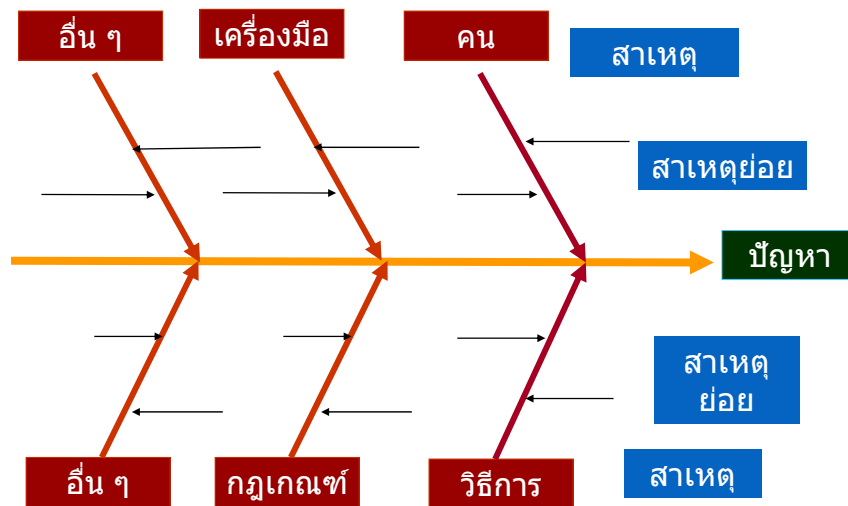 อื่น ๆ
เครื่องมือ
คน
สาเหตุ
สาเหตุย่อย
ปัญหา
สาเหตุ
ย่อย
อื่น ๆ
กฎเกณฑ์
วิธีการ
สาเหตุ